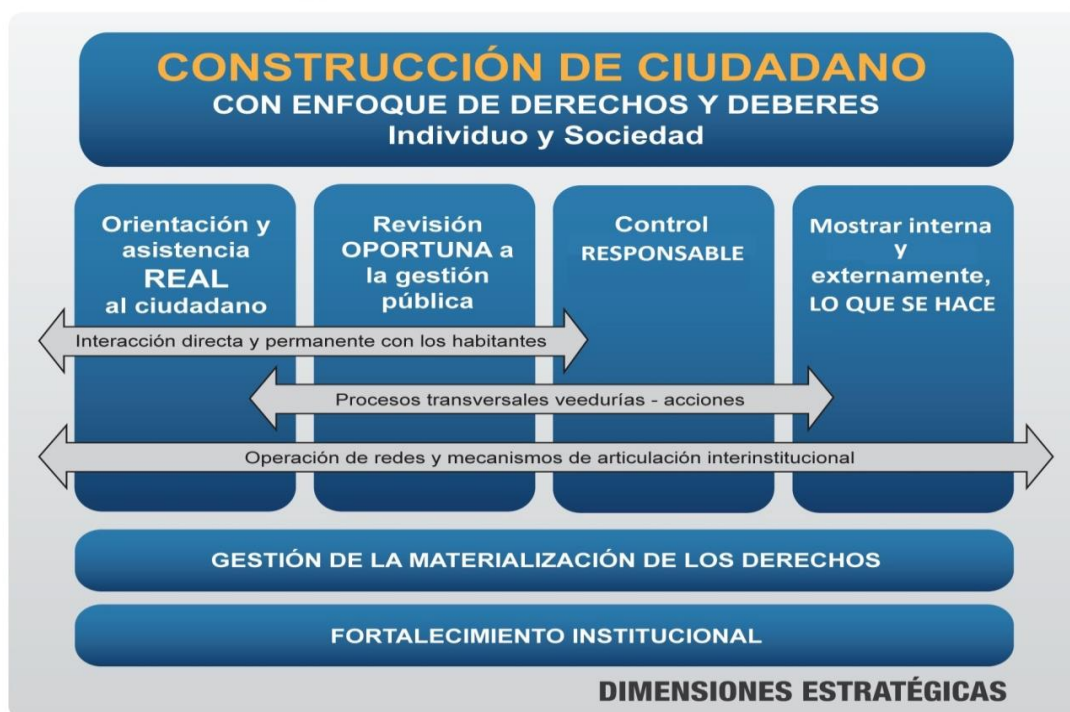 CONSTRUCCIÓN DE CIUDADANO
CON ENFOQUE DE DERECHOS Y DEBERES
Individuo y Sociedad
Orientación y
asistencia
REAL
al ciudadano
Revisión
OPORTUNA a
la gestión
pública
Control
RESPONSABLE
Mostrar interna
y
externamente,
LO QUE SE HACE
Interacción directa y permanente con los habitantes
Procesos transversales veedurías - acciones
Operación de redes y mecanismos de articulación interinstitucional
GESTIÓN DE LA MATERIALIZACIÓN DE LOS DERECHOS
FORTALECIMIENTO INSTITUCIONAL
DIMENSIONES ESTRATÉGICAS